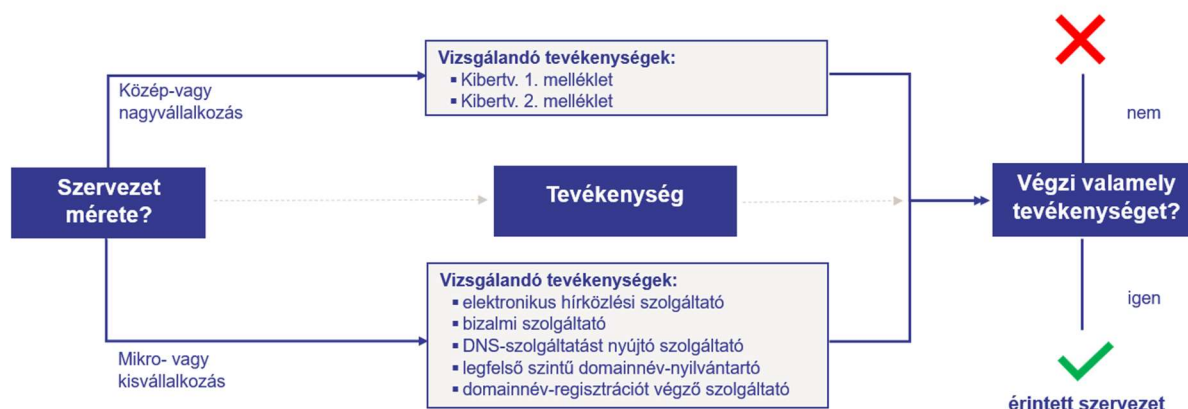 Közép-vagy
nagyvállalkozás
Vizsgálandó tevékenységek:
▪ Kibertv. 1. melléklet
▪ Kibertv. 2. melléklet
nem
Szervezet
mérete?
Tevékenység
Végzi valamely
tevékenységet?
Mikro- vagy
kisvállalkozás
Vizsgálandó tevékenységek:
▪ elektronikus hírközlési szolgáltató
▪ bizalmi szolgáltató
▪ DNS-szolgáltatást nyújtó szolgáltató
▪ legfelső szintű domainnév-nyilvántartó
▪ domainnév-regisztrációt végző szolgáltató
igen
érintett szervezet